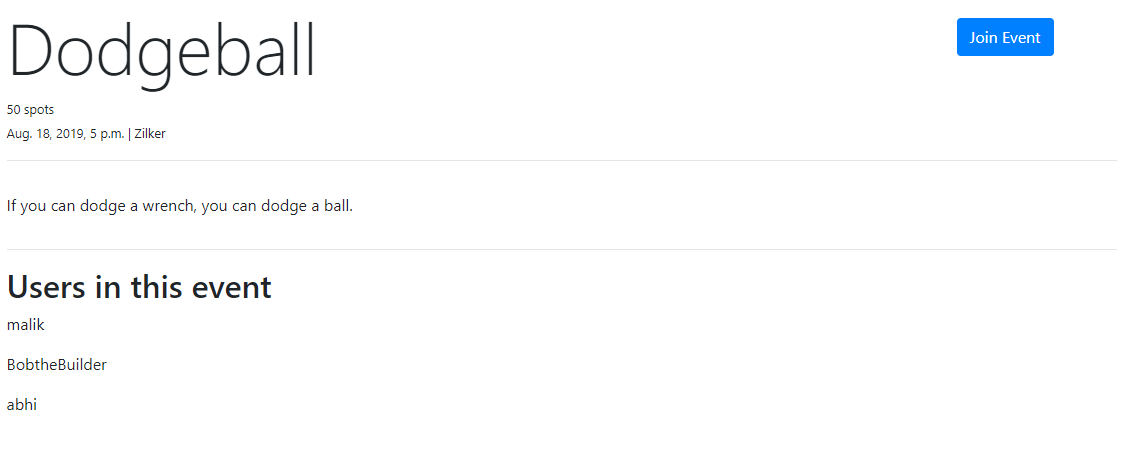 Dodgeball
Join Event
50 spots
Aug. 18, 2019, 5 p.m. | Zilker
If you can dodge a wrench, you can dodge a ball.
Users in this event
malik
BobtheBuilder
abhi